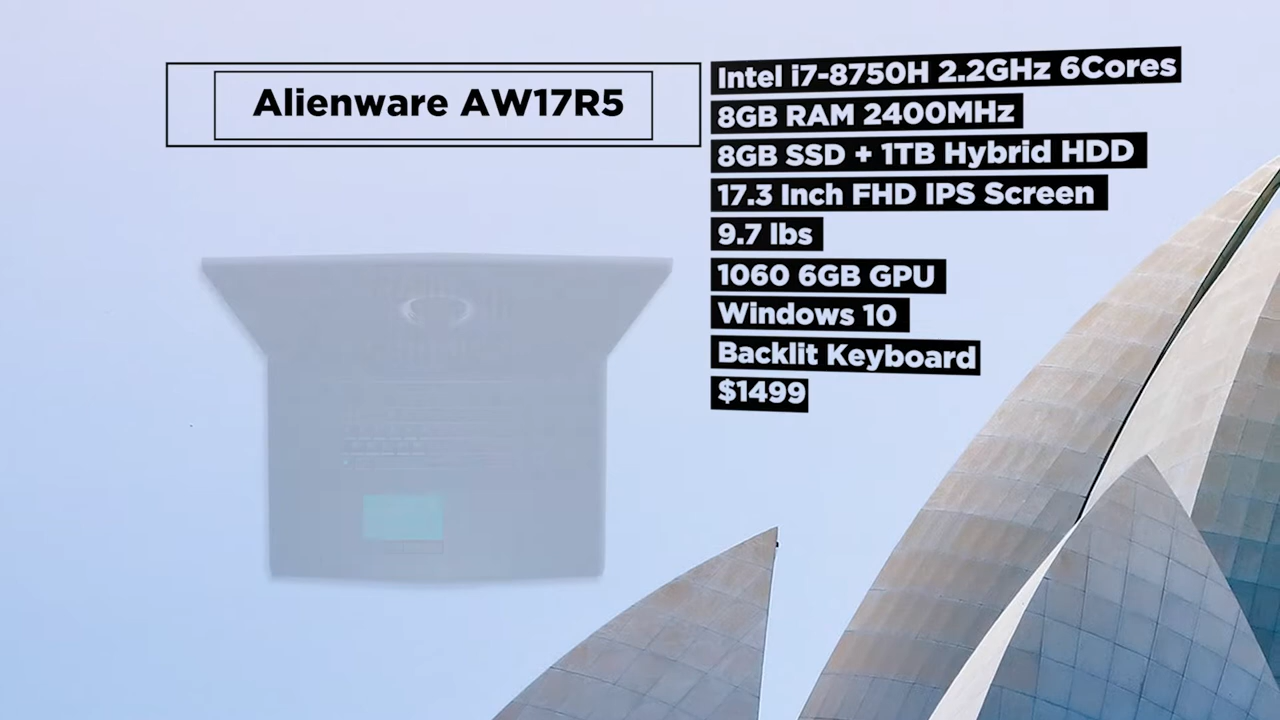 Alienware AW17R5
Intel i7-8750H 2.2GHz 6Cores
8GB RAM 2400MHz
8GB SSD + 1TB Hybrid HDD
17.3 Inch FHD IPS Screen
9.7 lbs
1060 6GB GPU
Windows 10
Backlit Keyboard
$1499